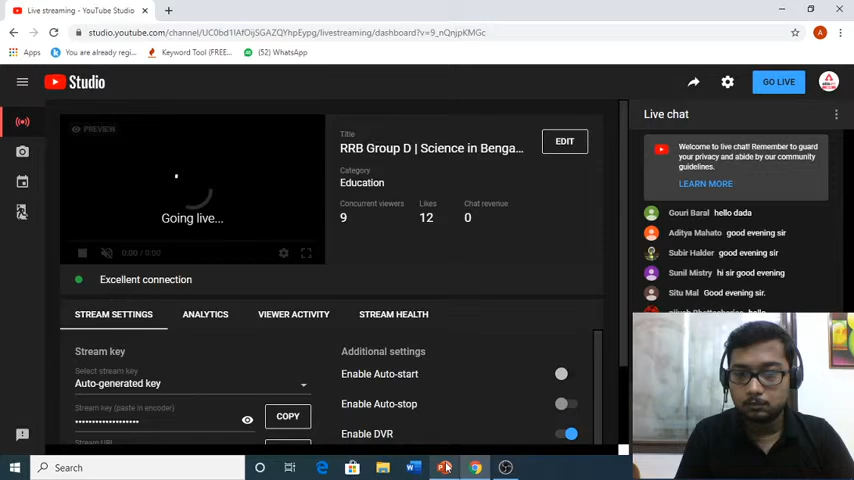 Live streaming - YouTube Studio
studio.youtube.com/channel/UC0bd1IAfOijSGAZQYhpEypg/livestreaming/dashboard?v=9_nQnjpKMGc
A
Apps
You are already regi...
Keyword Tool (FREE...
(52) WhatsApp
Studio
GO LIVE
PREVIEW
Going live...
0:00 / 0:00
Title
RRB Group D | Science in Benga...
EDIT
Category
Education
Concurrent viewers
Likes
Chat revenue
9
12
0
Excellent connection
STREAM SETTINGS
ANALYTICS
VIEWER ACTIVITY
STREAM HEALTH
Stream key
Select stream key
Auto-generated key
Stream key (paste in encoder)
••••••••••••••••••••
COPY
Stream URL
Additional settings
Enable Auto-start
Enable Auto-stop
Enable DVR
Live chat
Welcome to live chat! Remember to guard
your privacy and abide by our community
guidelines.
LEARN MORE
Gouri Baral hello dada
Aditya Mahato good evening sir
Subir Halder good evening sir
Sunil Mistry hi sir good evening
Situ Mal Good evening sir.
Search